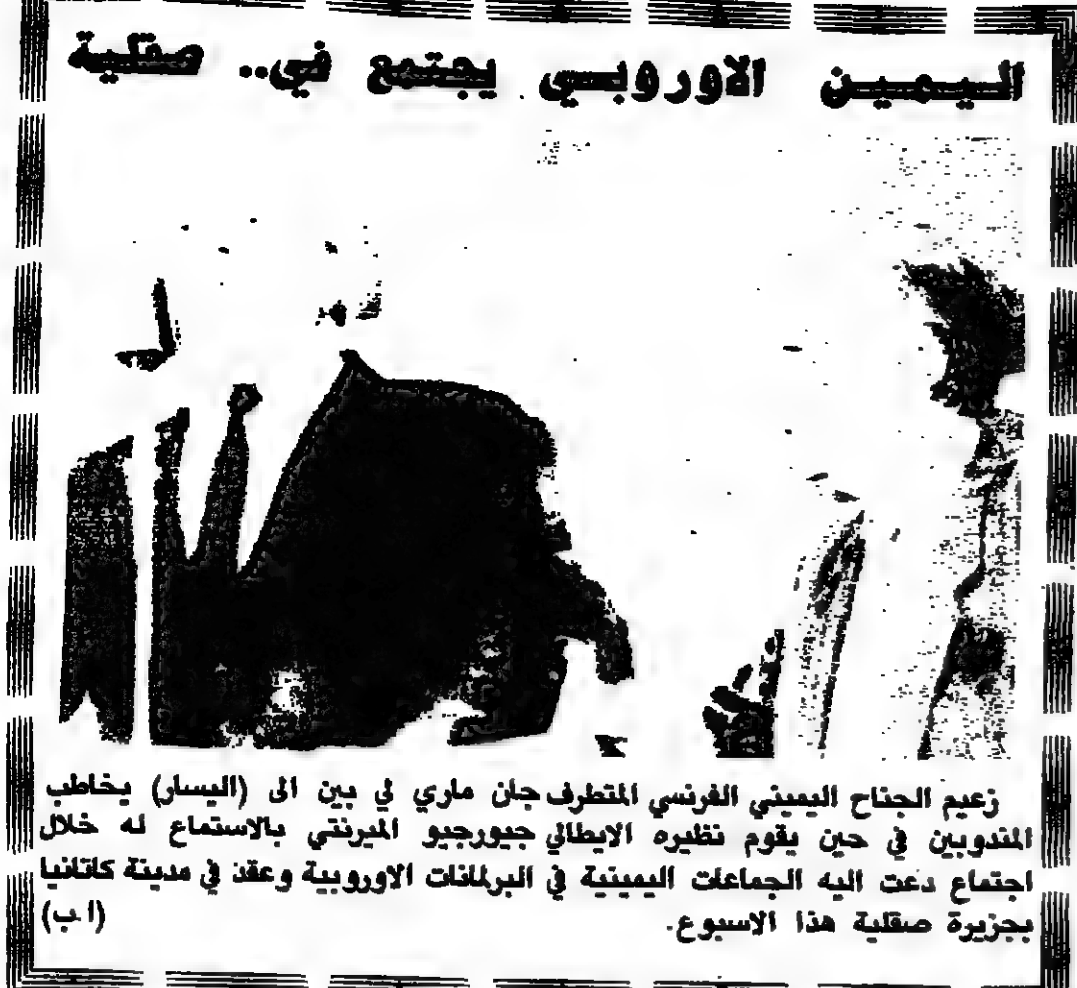 اليمين الاوروبي يجتمع في.. صقلية
زعيم الجناح اليميني الفرنسي المتطرف جان ماري لي بين الى (اليسار) يخاطب
المندوبين في حين يقوم نظيره الايطالي جيورجيو الميرنتي بالاستماع له خلال
اجتماع دعت اليه الجماعات اليمينية في البرلمانات الاوروبية وعقد في مدينة كاتانيا
بجزيرة صقلية هذا الاسبوع. (ا.ب)